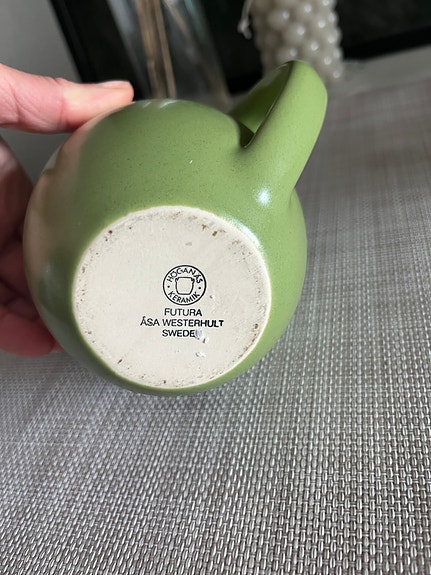 HÖGANÄS
KERAMIK
FUTURA
ÅSA WESTERHULT
SWEDEN